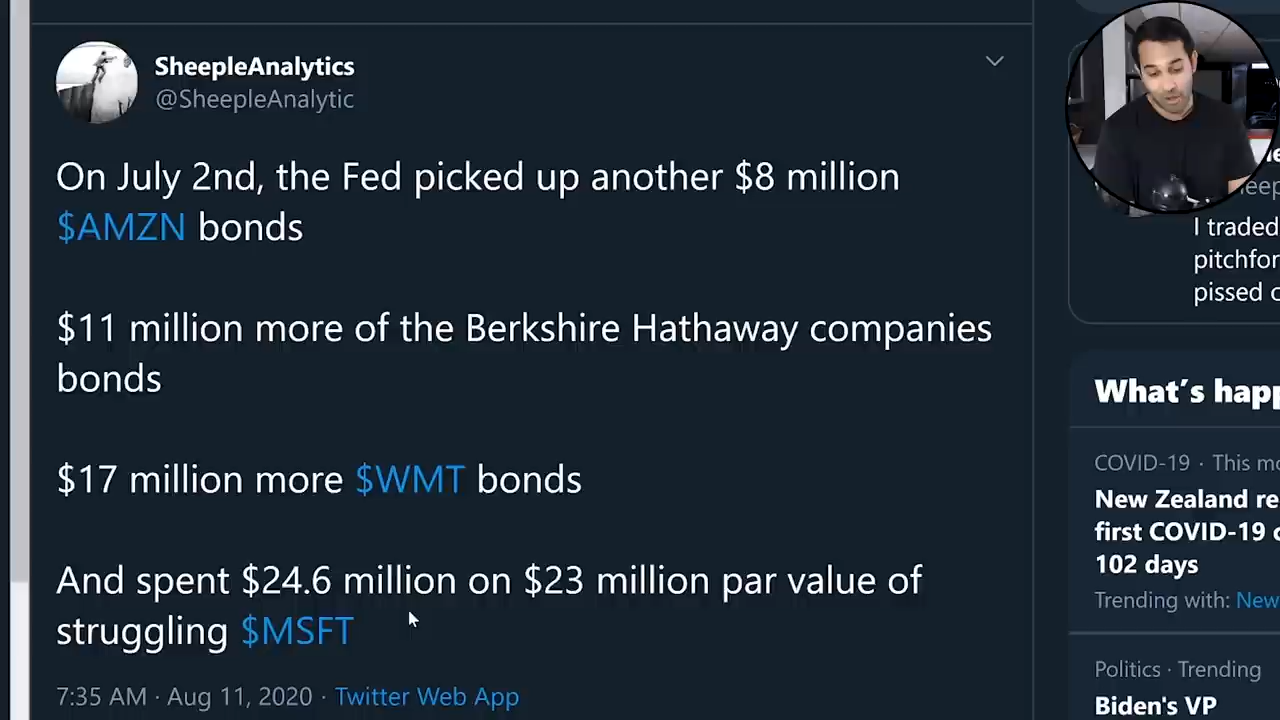 SheepleAnalytics
@SheepleAnalytic
On July 2nd, the Fed picked up another $8 million
$AMZN bonds
$11 million more of the Berkshire Hathaway companies
bonds
$17 million more $WMT bonds
And spent $24.6 million on $23 million par value of
struggling $MSFT
7:35 AM · Aug 11, 2020 · Twitter Web App
I traded
What's
COVID-19 · This
New Zealand
first COVID-19
102 days
Trending with: New
Politics · Trending
Biden's VP